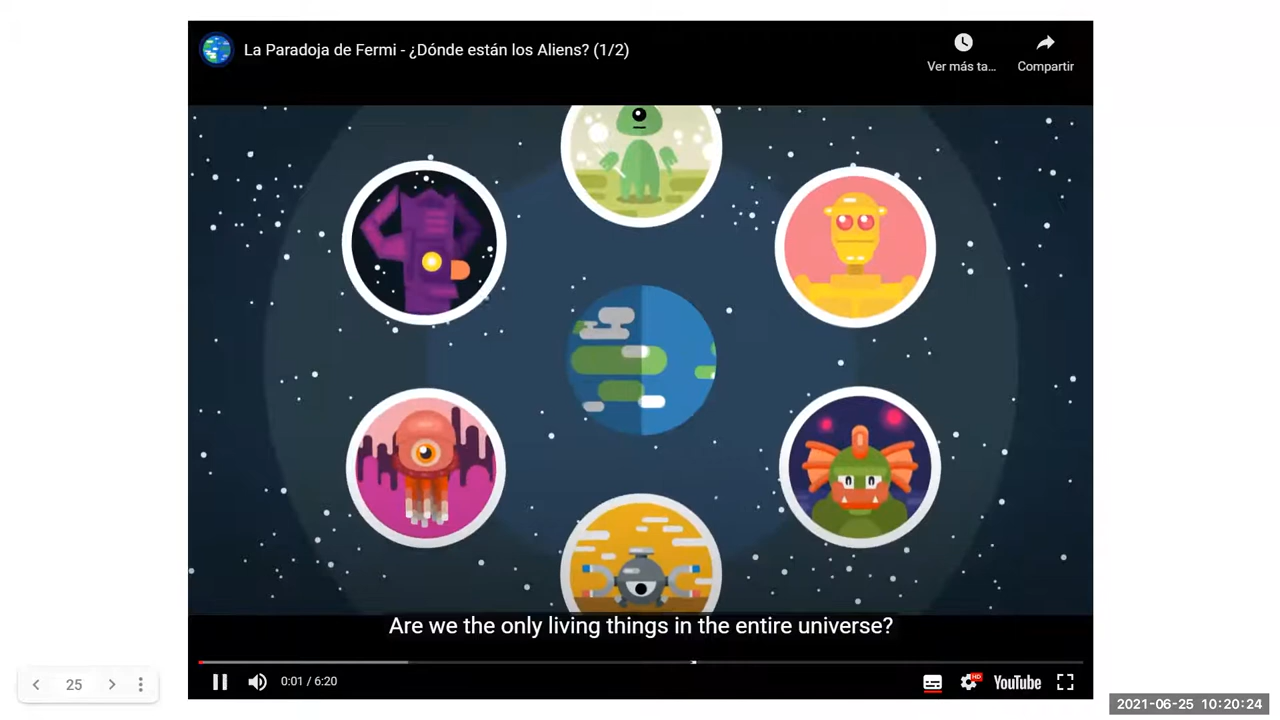 La Paradoja de Fermi - ¿Dónde están los Aliens? (1/2)
Ver más ta...
Compartir
Are we the only living things in the entire universe?
0:01 / 6:20
HD
YouTube
25
2021-06-25 10:20:24